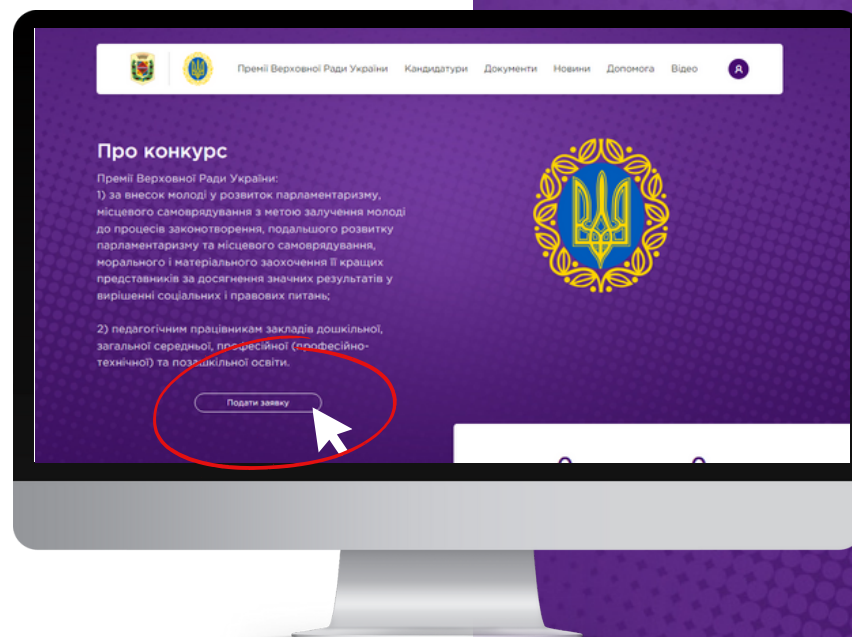 Премії Верховної Ради України Кандидатури Документи Новини Допомога Відео
Про конкурс
Премії Верховної Ради України:
1) за внесок молоді у розвиток парламентаризму,
місцевого самоврядування з метою залучення молоді
до процесів законотворення, подальшого розвитку
парламентаризму та місцевого самоврядування,
морального і матеріального заохочення її кращих
представників за досягнення значних результатів у
вирішенні соціальних і правових питань;
2) педагогічним працівникам закладів дошкільної,
загальної середньої, професійної (професійно-
технічної) та позашкільної освіти.
Подати заявку